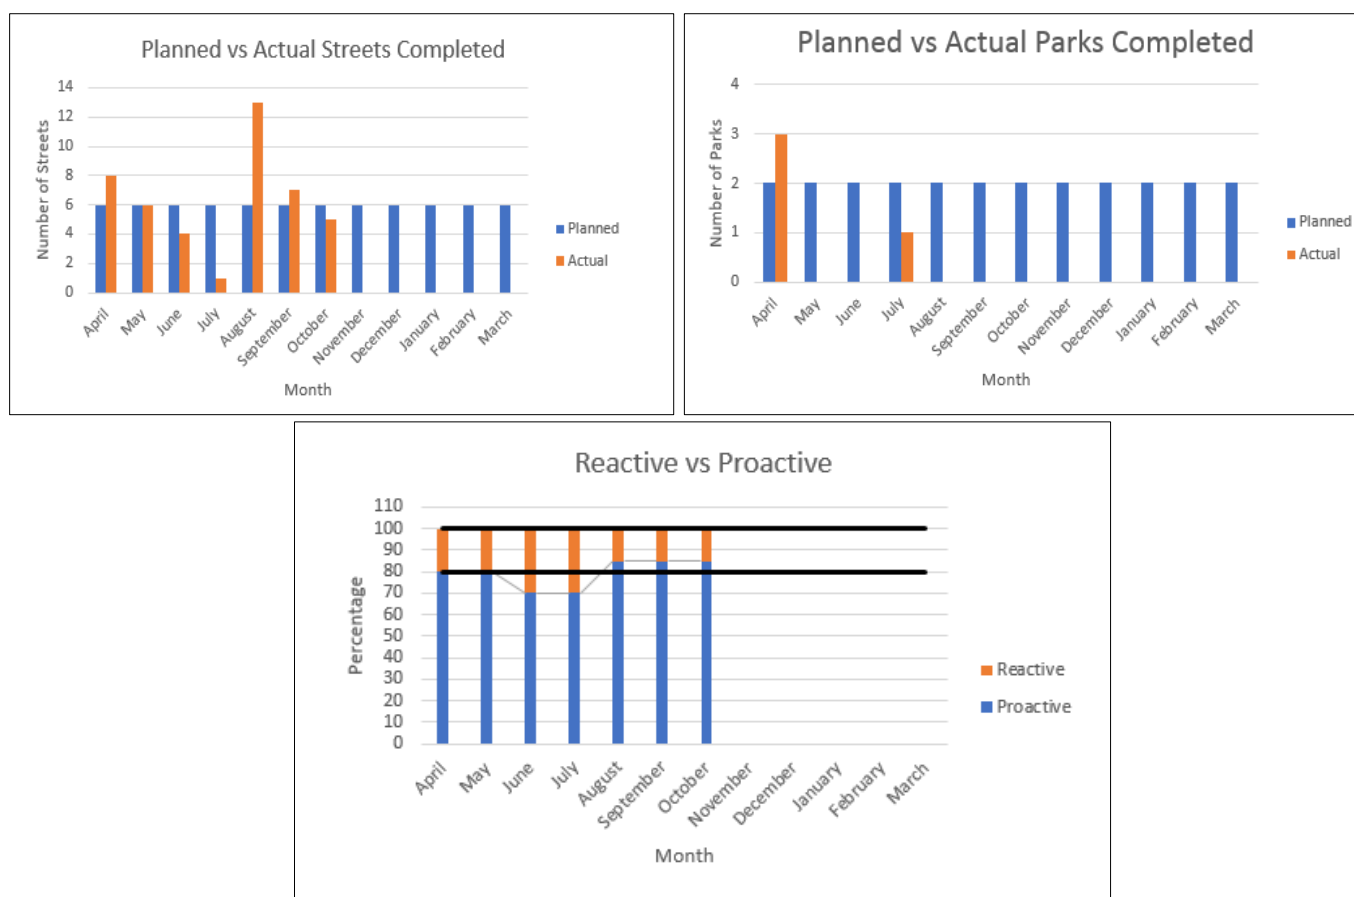 Planned vs Actual Streets Completed
14
12
10
8
6
4
2
0
Number of Streets
April
May
June
July
August
September
October
November
December
January
February
March
Month
Planned
Actual
Planned vs Actual Parks Completed
4
3
2
1
0
Number of Parks
April
May
June
July
August
September
October
November
December
January
February
March
Month
Planned
Actual
Reactive vs Proactive
110
100
90
80
70
60
50
40
30
20
10
0
Percentage
April
May
June
July
August
September
October
November
December
January
February
March
Month
Reactive
Proactive